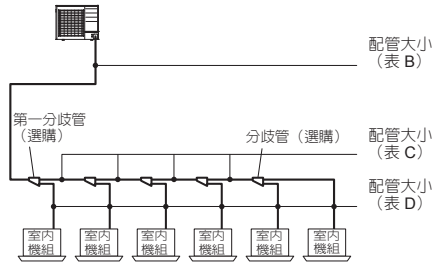 配管大小
（表 B）
第一分歧管
（選購）
分歧管（選購）
配管大小
（表 C）
配管大小
（表 D）
室內
機組
室內
機組
室內
機組
室內
機組
室內
機組
室內
機組